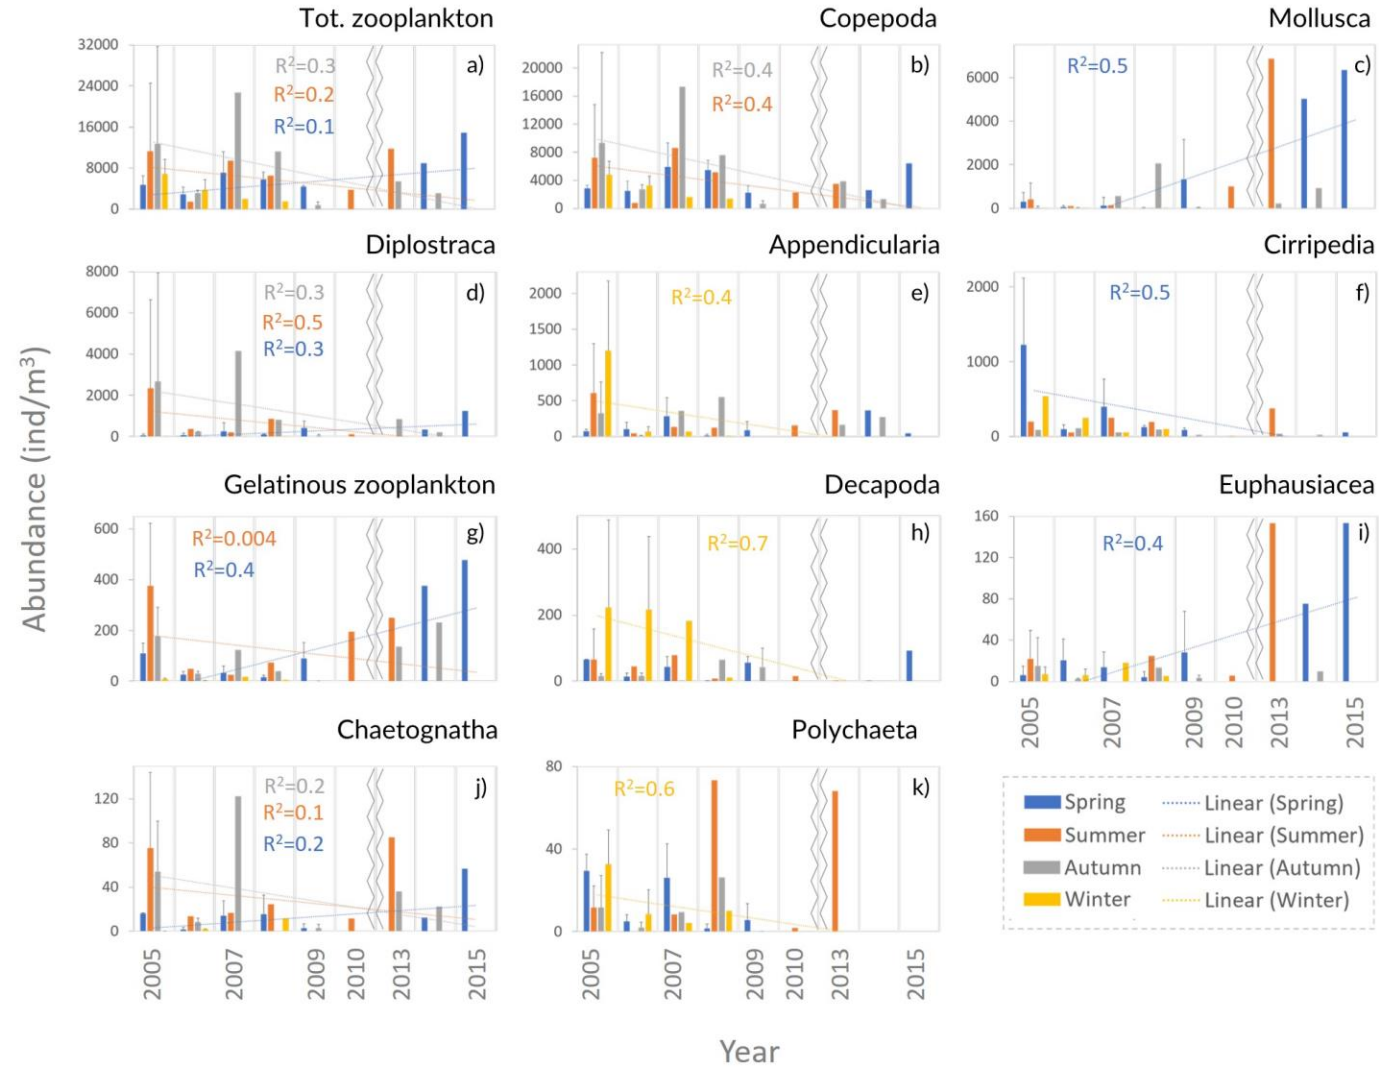 Tot. zooplankton
32000
24000
16000
8000
0
R²=0.3
R²=0.2
R²=0.1
a)
Copepoda
20000
16000
12000
8000
4000
0
R²=0.4
R²=0.4
b)
Mollusca
6000
4000
2000
0
R²=0.5
c)
Diplostraca
8000
6000
4000
2000
0
R²=0.3
R²=0.5
R²=0.3
d)
Appendicularia
2000
1500
1000
500
0
R²=0.4
e)
Cirripedia
2000
1000
0
R²=0.5
f)
Abundance (ind/m³)
Gelatinous zooplankton
600
400
200
0
R²=0.004
R²=0.4
g)
Decapoda
400
200
0
R²=0.7
h)
Euphausiacea
160
120
80
40
0
R²=0.4
i)
2005
2007
2009
2010
2013
2015
Chaetognatha
120
80
40
0
R²=0.2
R²=0.1
R²=0.2
j)
2005
2007
2009
2010
2013
2015
Polychaeta
80
40
0
R²=0.6
k)
2005
2007
2009
2010
2013
2015
Spring
Linear (Spring)
Summer
Linear (Summer)
Autumn
Linear (Autumn)
Winter
Linear (Winter)
Year